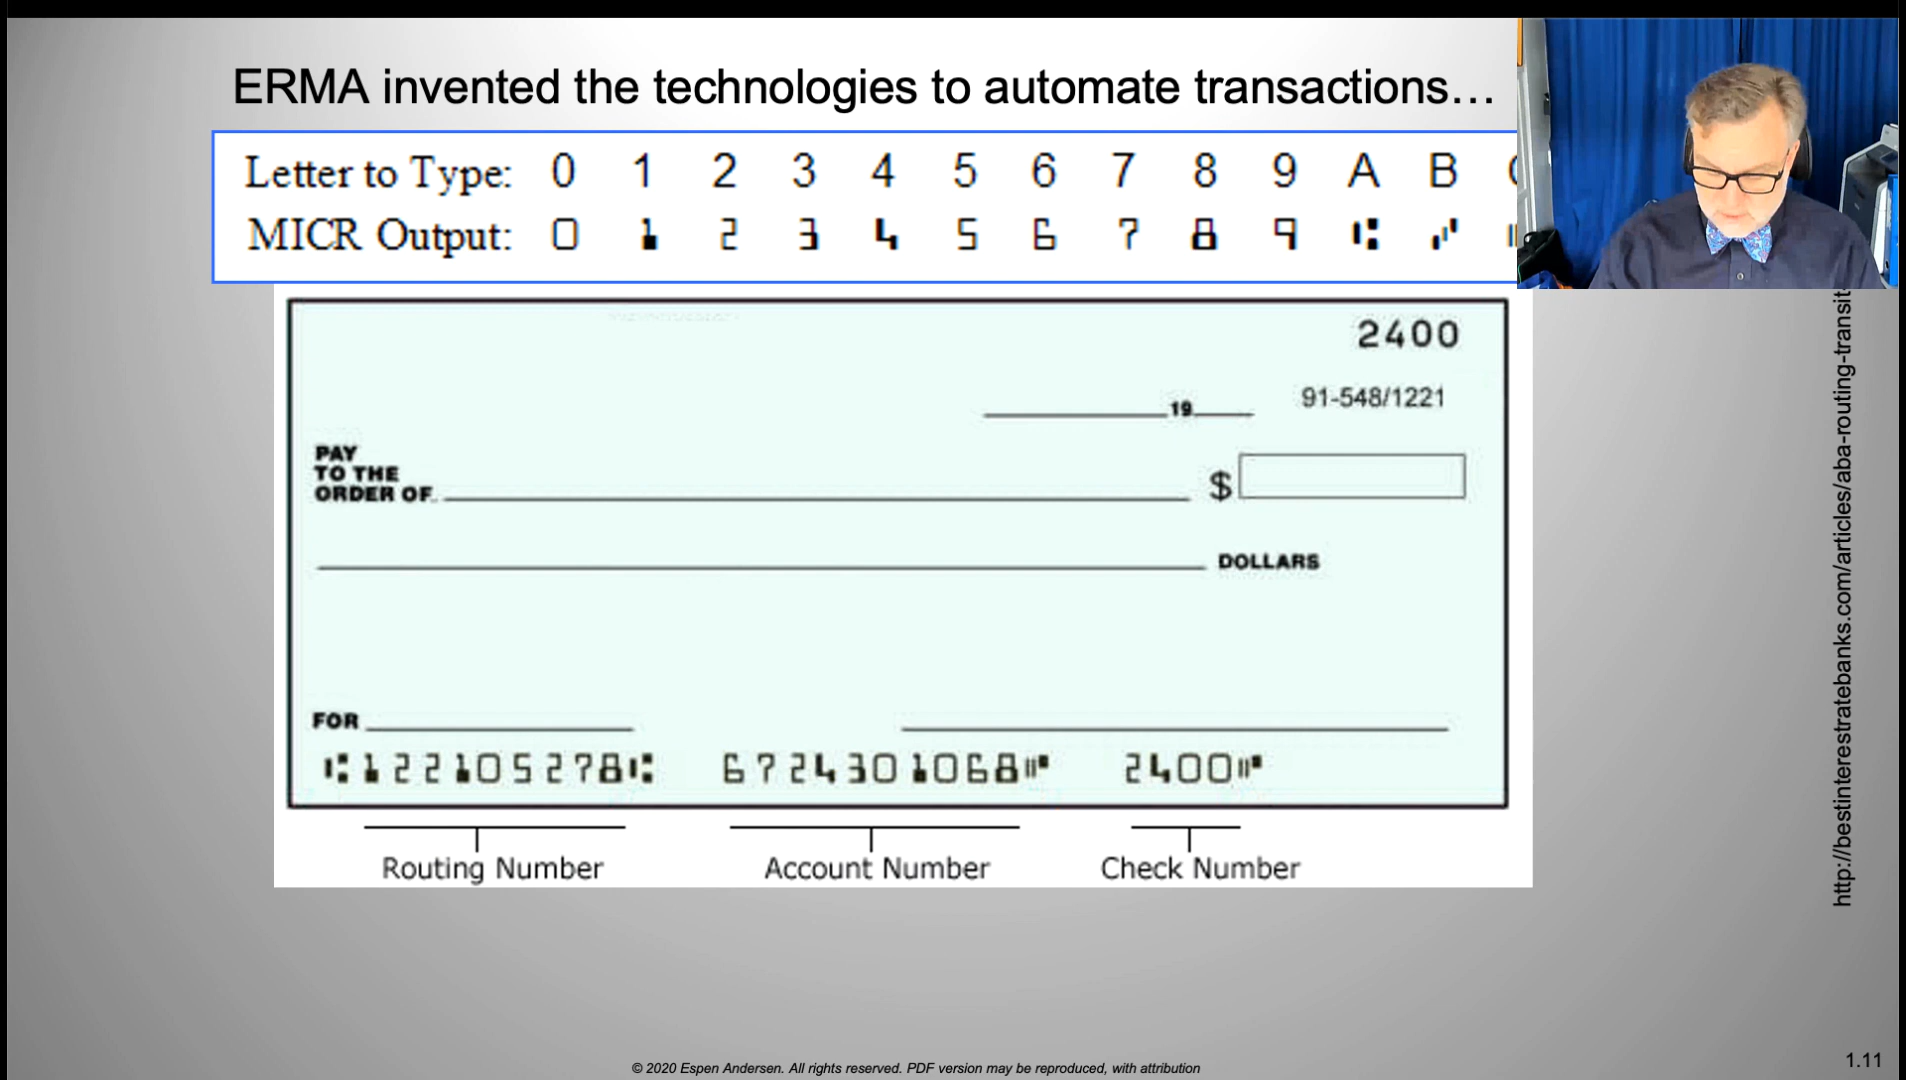 ERMA invented the technologies to automate transactions…
Letter to Type: 0 1 2 3 4 5 6 7 8 9 A B
MICR Output: 0 1 2 3 4 5 6 7 8 9 ⑆ ⑇
2400
19
91-548/1221
PAY
TO THE
ORDER OF
$
DOLLARS
FOR
⑆122105278⑆ 6724301068⑈ 2400⑈
Routing Number
Account Number
Check Number
http://bestinterestratebanks.com/articles/aba-routing-transit
© 2020 Espen Andersen. All rights reserved. PDF version may be reproduced, with attribution
1.11